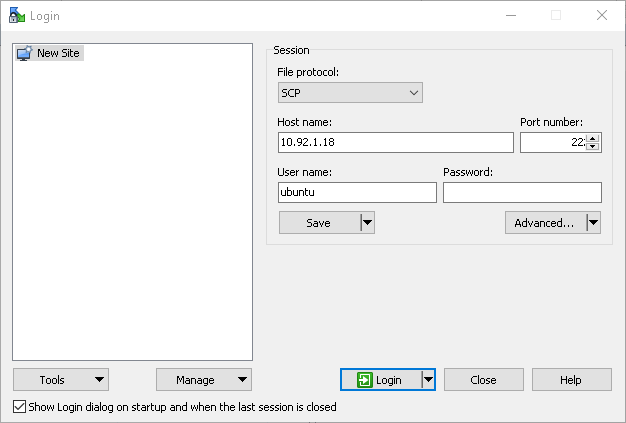 Login
New Site
Session
File protocol:
SCP
Host name:
Port number:
10.92.1.18
User name:
Password:
ubuntu
Save
Advanced...
Tools
Manage
Login
Close
Help
Show Login dialog on startup and when the last session is closed